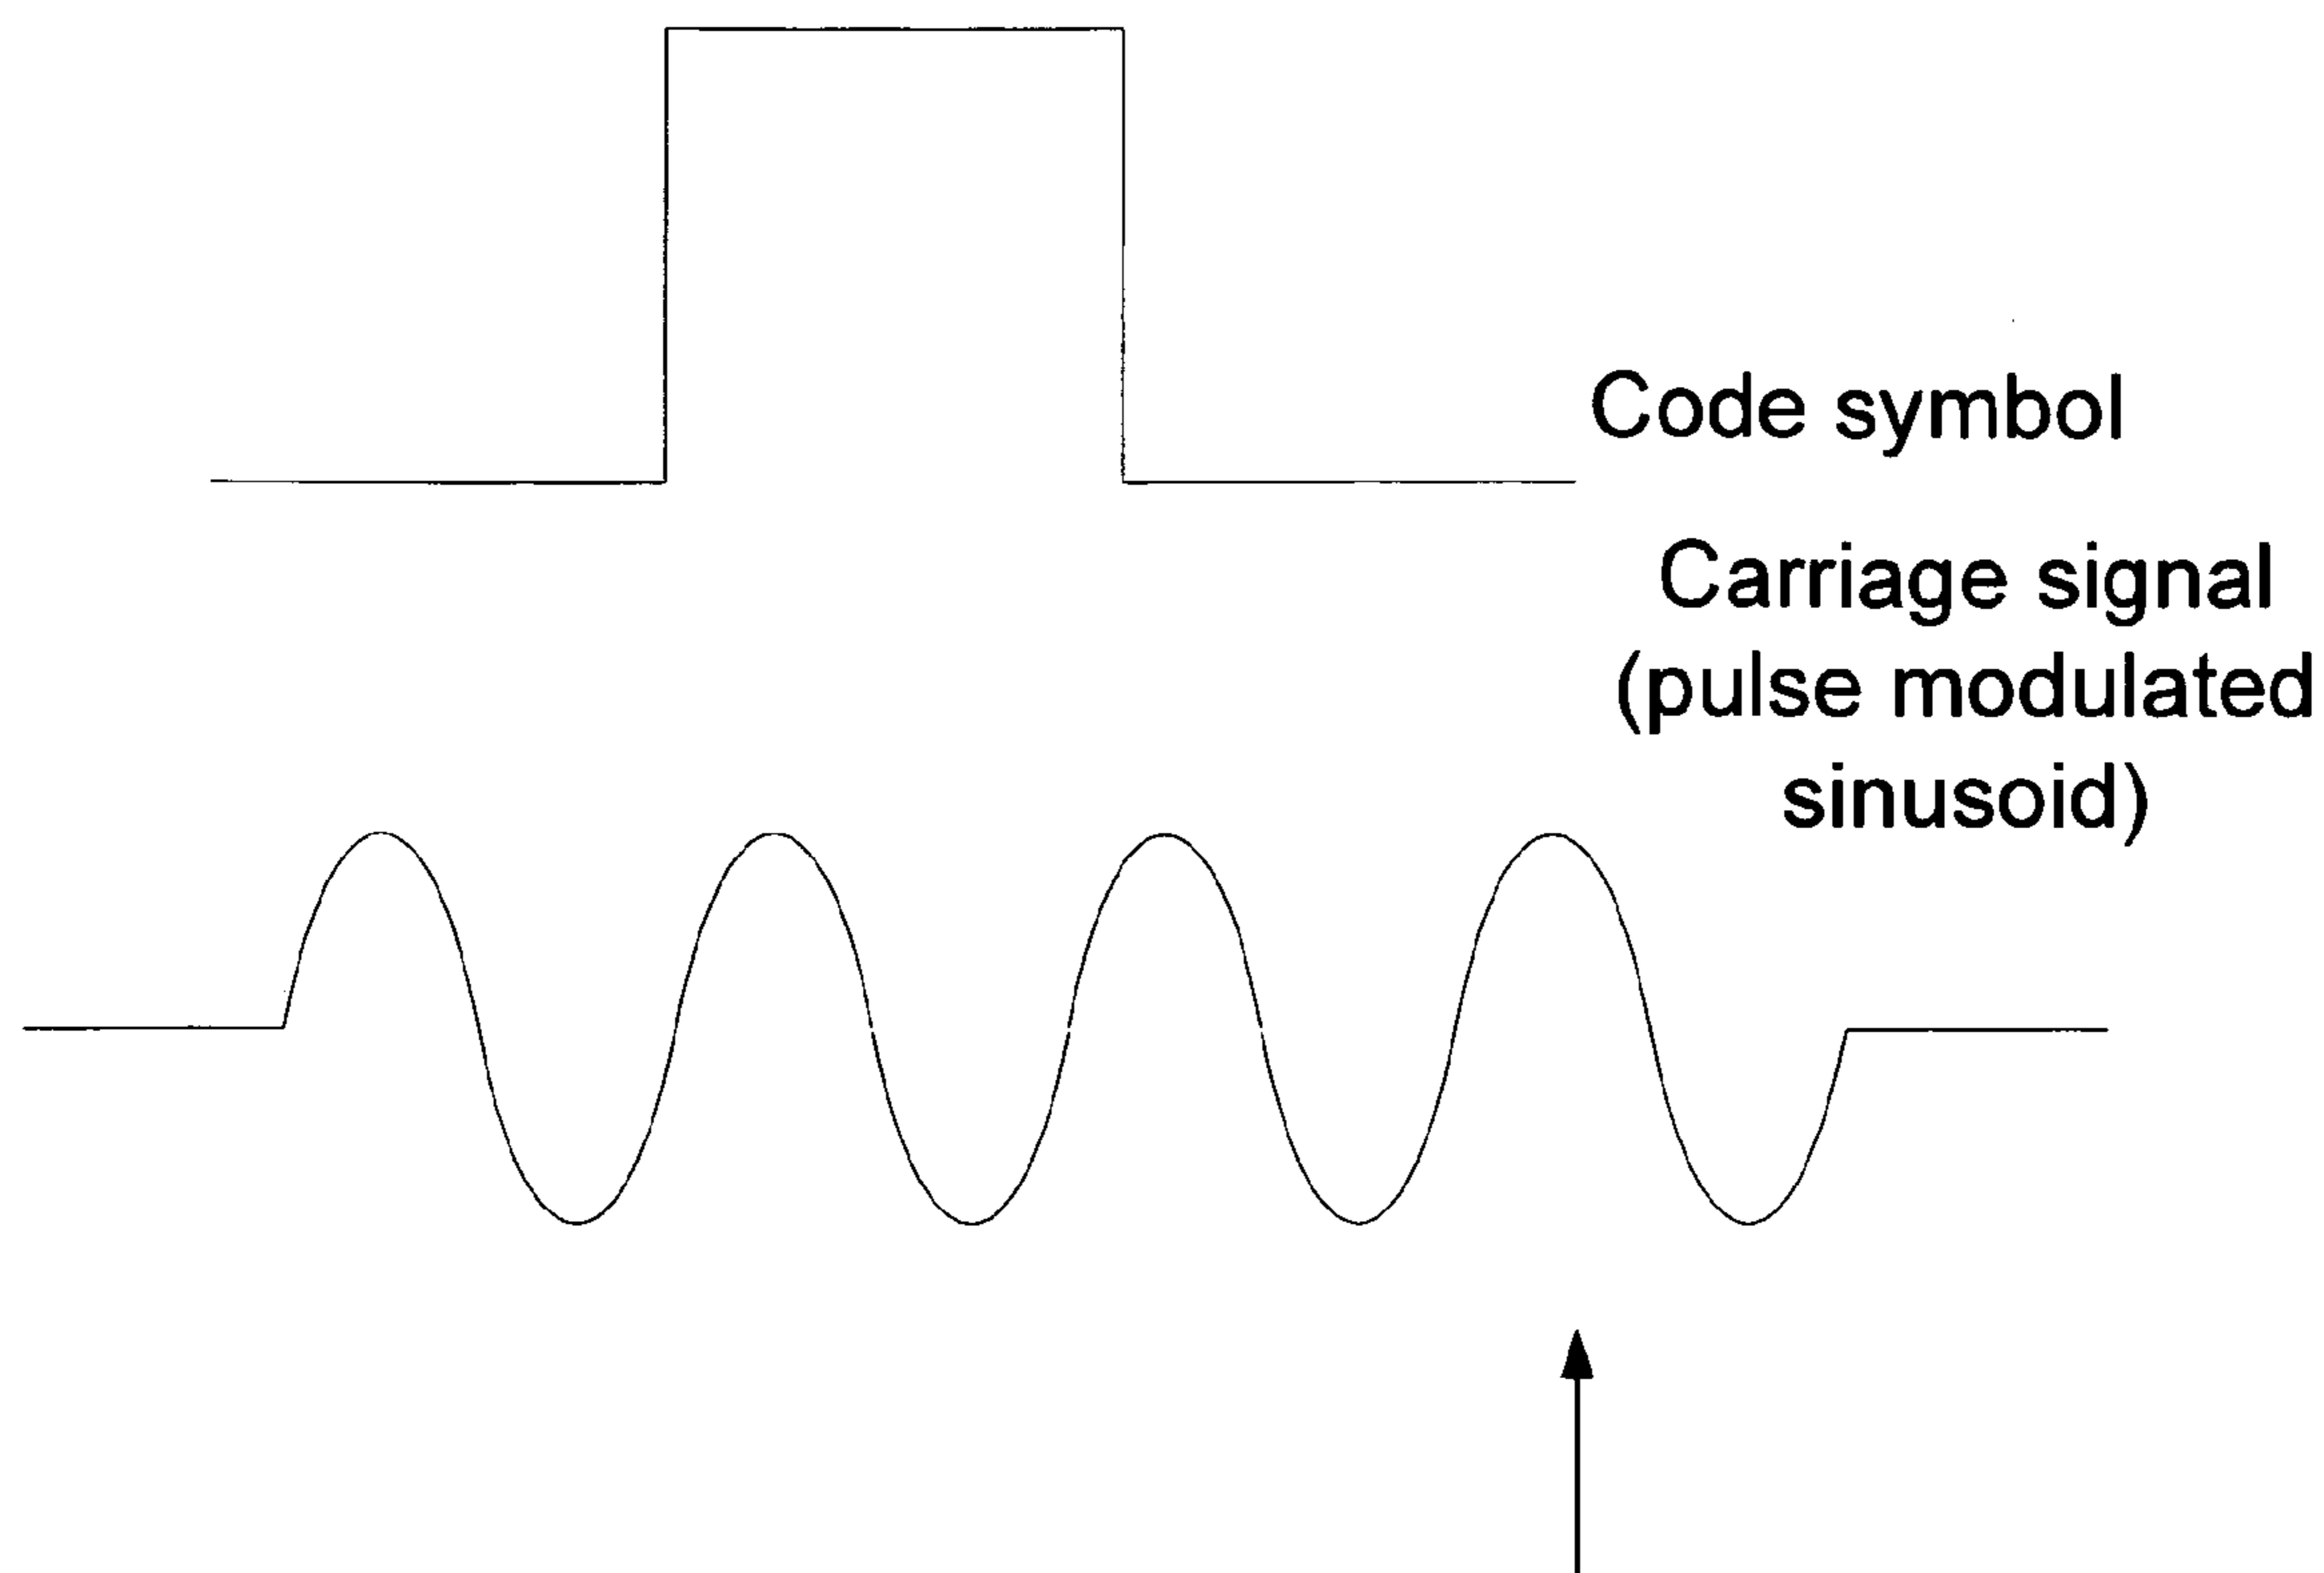 Code symbol
Carriage signal
(pulse modulated
sinusoid)